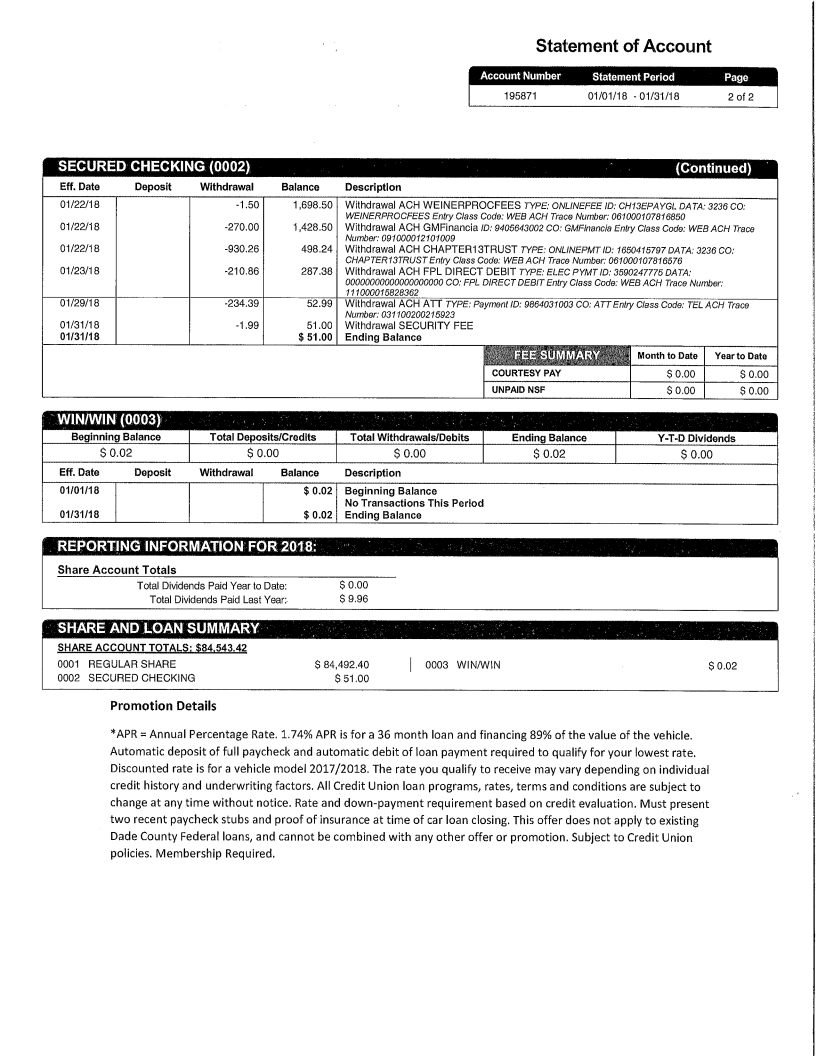 Statement of Account
Account Number Statement Period Page
195871 01/01/18 - 01/31/18 2 of 2
SECURED CHECKING (0002) (Continued)
Eff. Date Deposit Withdrawal Balance Description
01/22/18 -1.50 1,698.50 Withdrawal ACH WEINERPROCFEES TYPE: ONLINEFEE ID: CH13EPAYGL DATA: 3236 CO:
WEINERPROCFEES Entry Class Code: WEB ACH Trace Number: 061000107816850
01/22/18 -270.00 1,428.50 Withdrawal ACH GMFinancia ID: 9405643002 CO: GMFinancia Entry Class Code: WEB ACH Trace
Number: 091000012101009
01/22/18 -930.26 498.24 Withdrawal ACH CHAPTER13TRUST TYPE: ONLINEPMT ID: 1650415797 DATA: 3236 CO:
CHAPTER13TRUST Entry Class Code: WEB ACH Trace Number: 061000107816576
01/23/18 -210.86 287.38 Withdrawal ACH FPL DIRECT DEBIT TYPE: ELEC PYMT ID: 3590247775 DATA:
00000000000000000000 CO: FPL DIRECT DEBIT Entry Class Code: WEB ACH Trace Number:
111000015828362
01/29/18 -234.39 52.99 Withdrawal ACH ATT TYPE: Payment ID: 9864031003 CO: ATT Entry Class Code: TEL ACH Trace
Number: 031100200215923
01/31/18 -1.99 51.00 Withdrawal SECURITY FEE
01/31/18 $ 51.00 Ending Balance
FEE SUMMARY Month to Date Year to Date
COURTESY PAY $ 0.00 $ 0.00
UNPAID NSF $ 0.00 $ 0.00
WIN/WIN (0003)
Beginning Balance Total Deposits/Credits Total Withdrawals/Debits Ending Balance Y-T-D Dividends
$ 0.02 $ 0.00 $ 0.00 $ 0.02 $ 0.00
Eff. Date Deposit Withdrawal Balance Description
01/01/18 $ 0.02 Beginning Balance
No Transactions This Period
01/31/18 $ 0.02 Ending Balance
REPORTING INFORMATION FOR 2018:
Share Account Totals
Total Dividends Paid Year to Date: $ 0.00
Total Dividends Paid Last Year: $ 9.96
SHARE AND LOAN SUMMARY
SHARE ACCOUNT TOTALS: $84,543.42
0001 REGULAR SHARE $ 84,492.40 0003 WIN/WIN $ 0.02
0002 SECURED CHECKING $ 51.00
Promotion Details
*APR = Annual Percentage Rate. 1.74% APR is for a 36 month loan and financing 89% of the value of the vehicle.
Automatic deposit of full paycheck and automatic debit of loan payment required to qualify for your lowest rate.
Discounted rate is for a vehicle model 2017/2018. The rate you qualify to receive may vary depending on individual
credit history and underwriting factors. All Credit Union loan programs, rates, terms and conditions are subject to
change at any time without notice. Rate and down-payment requirement based on credit evaluation. Must present
two recent paycheck stubs and proof of insurance at time of car loan closing. This offer does not apply to existing
Dade County Federal loans, and cannot be combined with any other offer or promotion. Subject to Credit Union
policies. Membership Required.